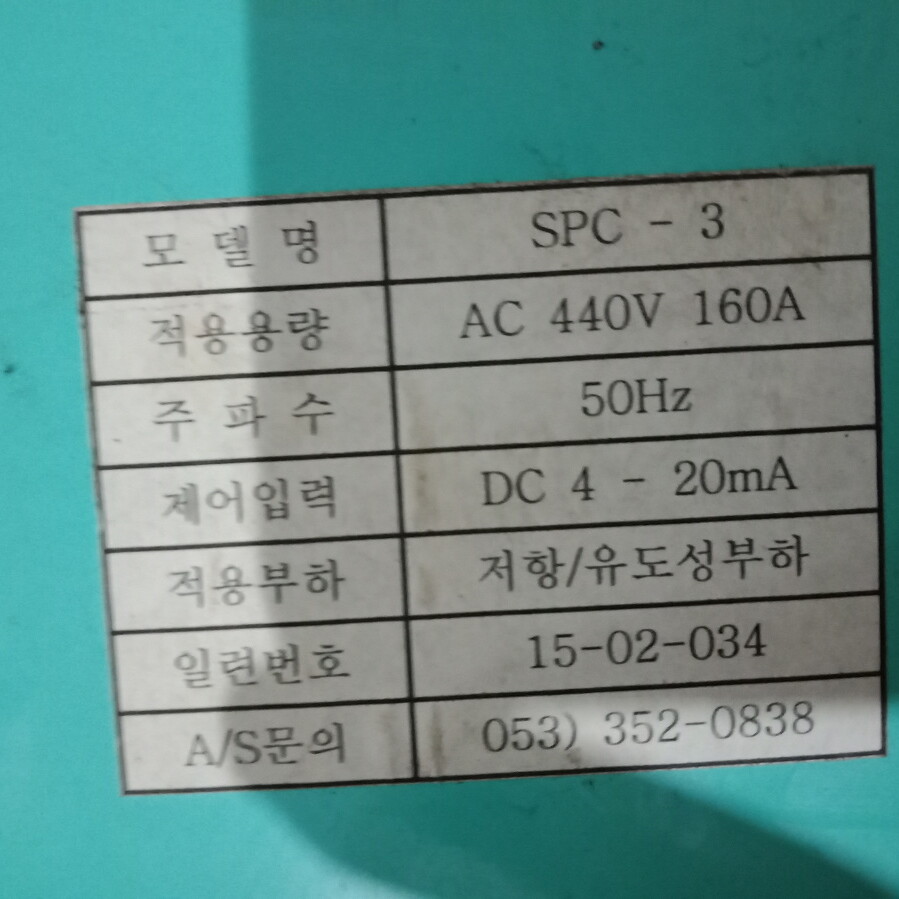 모 델 명 SPC - 3
적용용량 AC 440V 160A
주 파 수 50Hz
제어입력 DC 4 - 20mA
적용부하 저항/유도성부하
일련번호 15-02-034
A/S문의 053) 352-0838